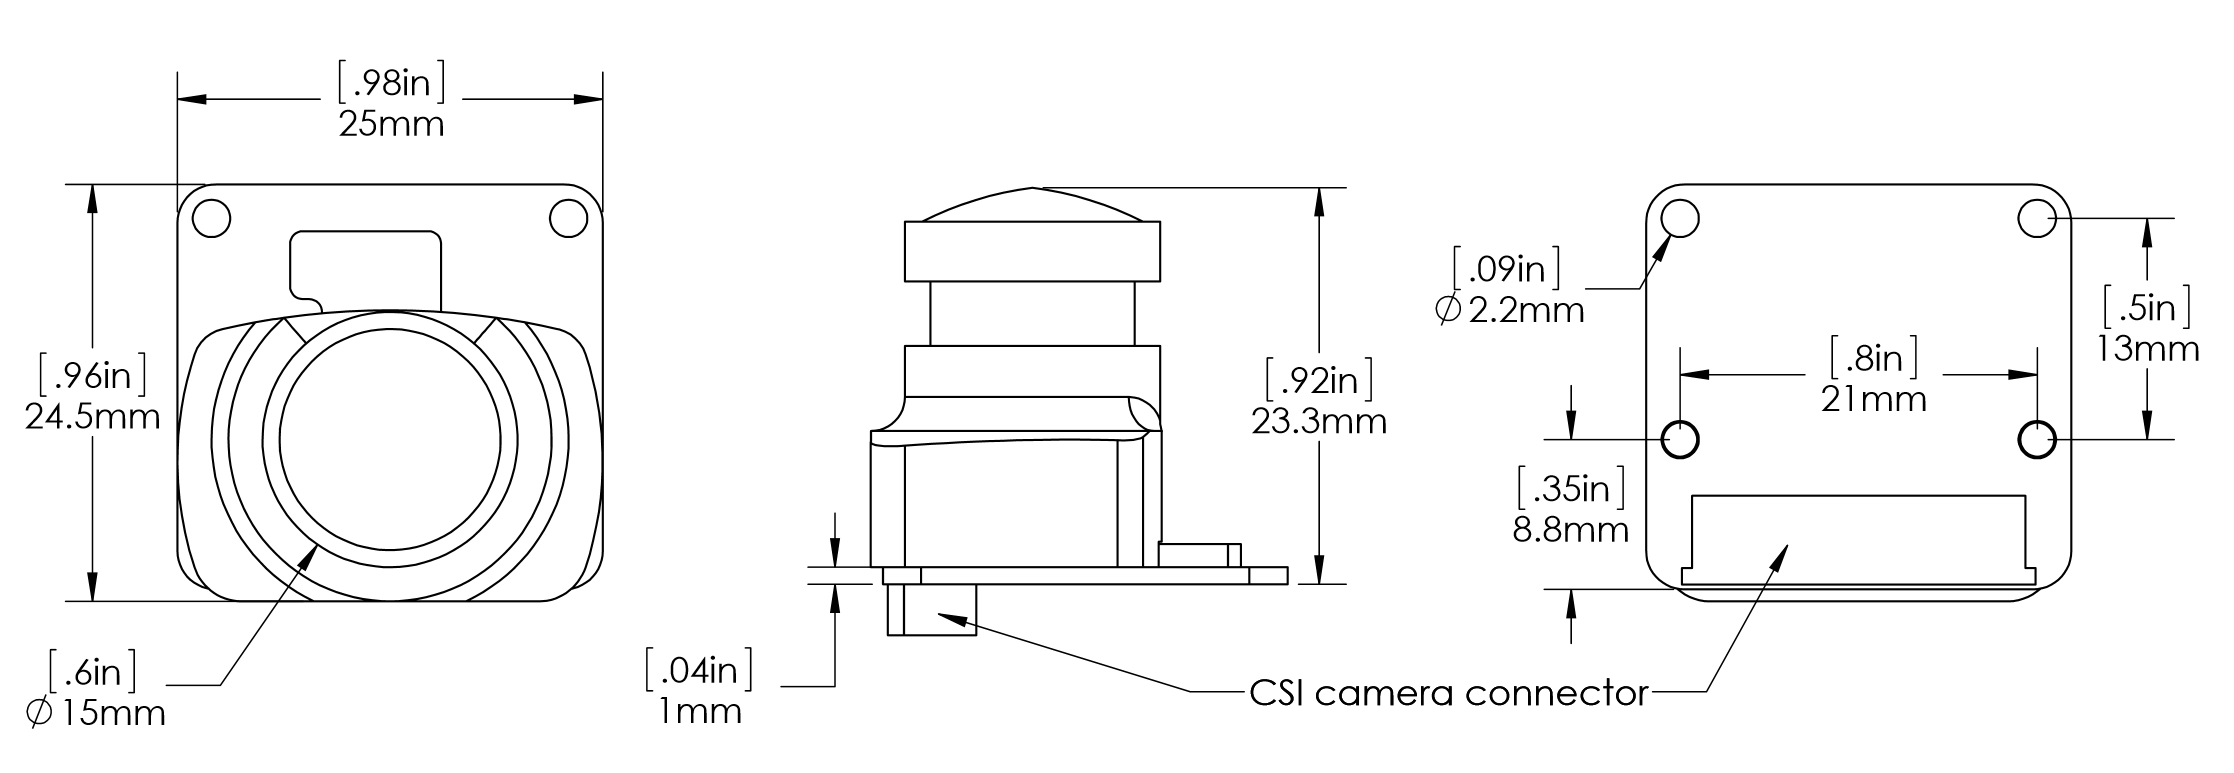 [.98in]
25mm
[.96in]
24.5mm
[.6in]
∅15mm
[.92in]
23.3mm
[.04in]
1mm
CSI camera connector
[.09in]
∅2.2mm
[.5in]
13mm
[.8in]
21mm
[.35in]
8.8mm